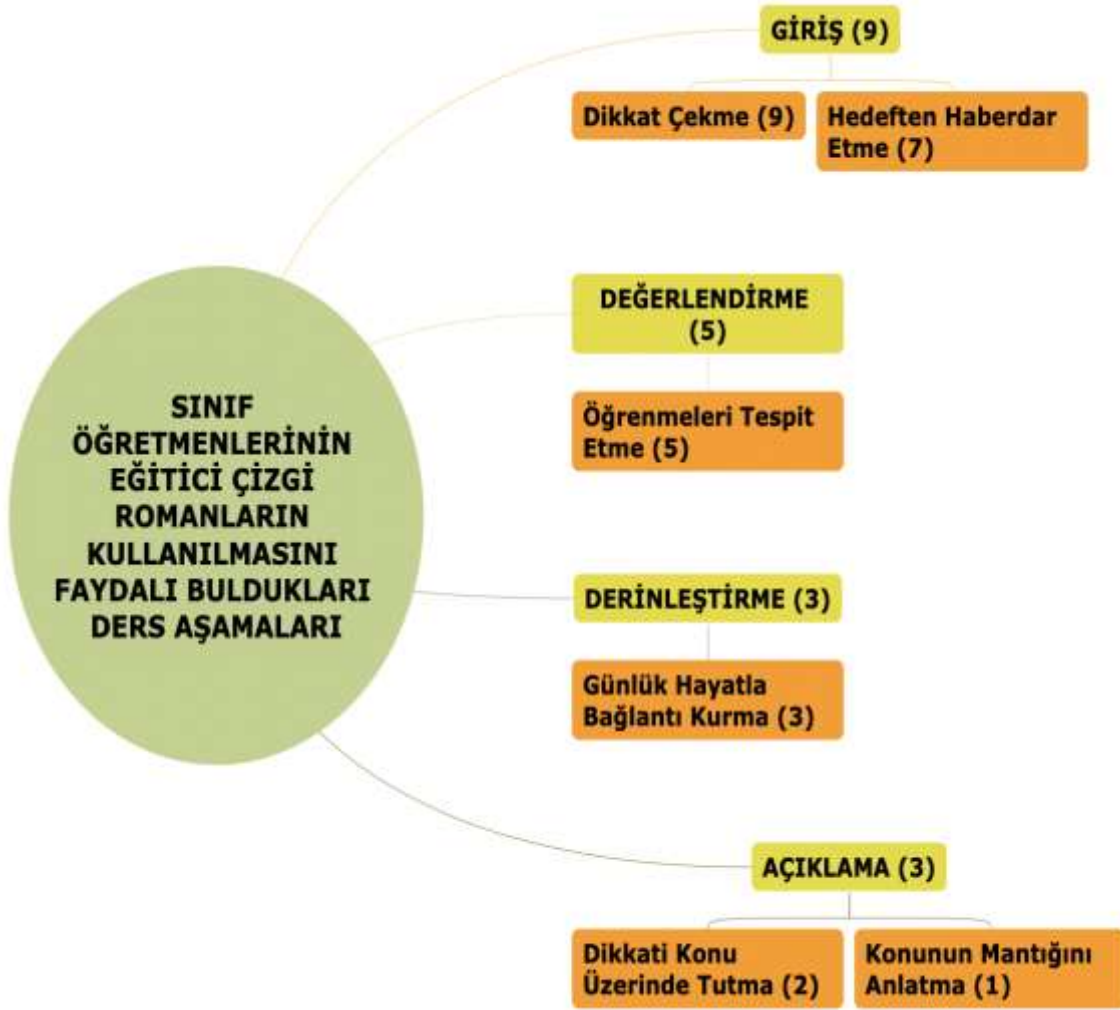 GİRİŞ (9)
Dikkat Çekme (9)
Hedeften Haberdar
Etme (7)
DEĞERLENDİRME
(5)
Öğrenmeleri Tespit
Etme (5)
SINIF
ÖĞRETMENLERİNİN
EĞİTİCİ ÇİZGİ
ROMANLARIN
KULLANILMASINI
FAYDALI BULDUKLARI
DERS AŞAMALARI
DERİNLEŞTİRME (3)
Günlük Hayatla
Bağlantı Kurma (3)
AÇIKLAMA (3)
Dikkati Konu
Üzerinde Tutma (2)
Konunun Mantığını
Anlatma (1)